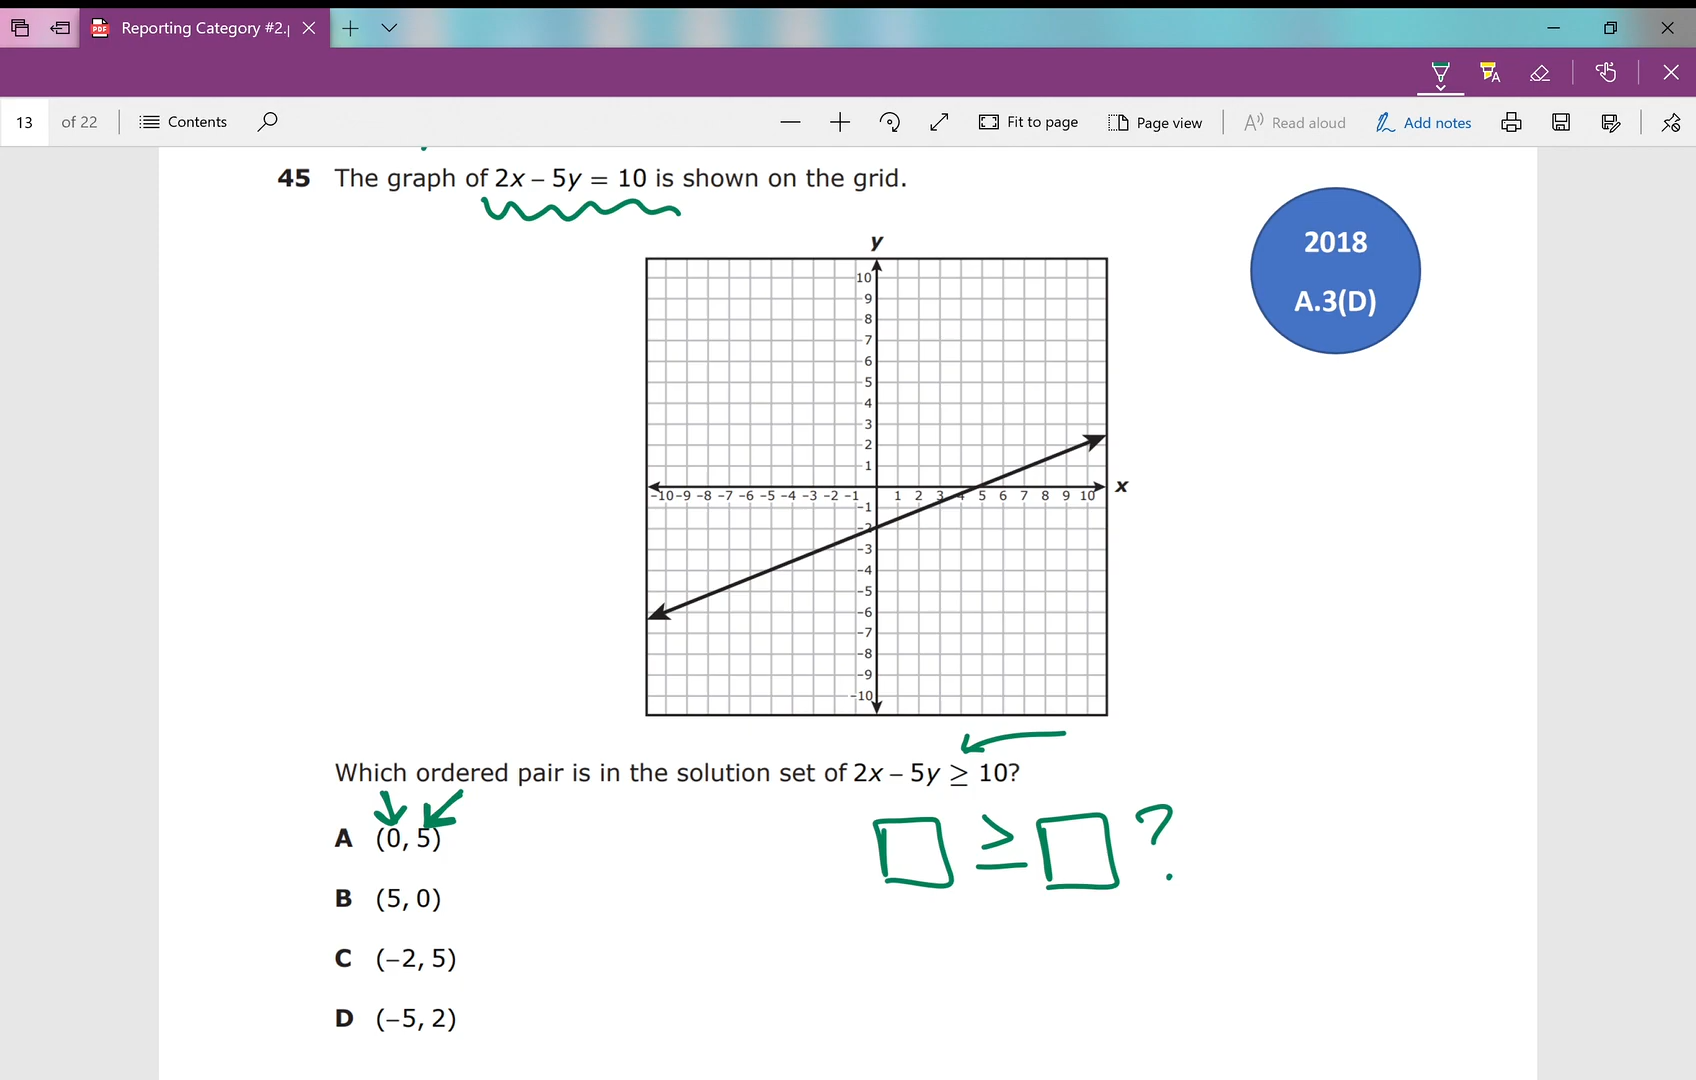 Reporting Category #2.p
13 of 22 Contents Fit to page Page view Read aloud Add notes
45 The graph of 2x – 5y = 10 is shown on the grid.
2018
A.3(D)
y
10
9
8
7
6
5
4
3
2
1
–10 –9 –8 –7 –6 –5 –4 –3 –2 –1 1 2 3 4 5 6 7 8 9 10 x
–1
–2
–3
–4
–5
–6
–7
–8
–9
–10
Which ordered pair is in the solution set of 2x – 5y ≥ 10?
A (0, 5)
≥ ?
B (5, 0)
C (–2, 5)
D (–5, 2)